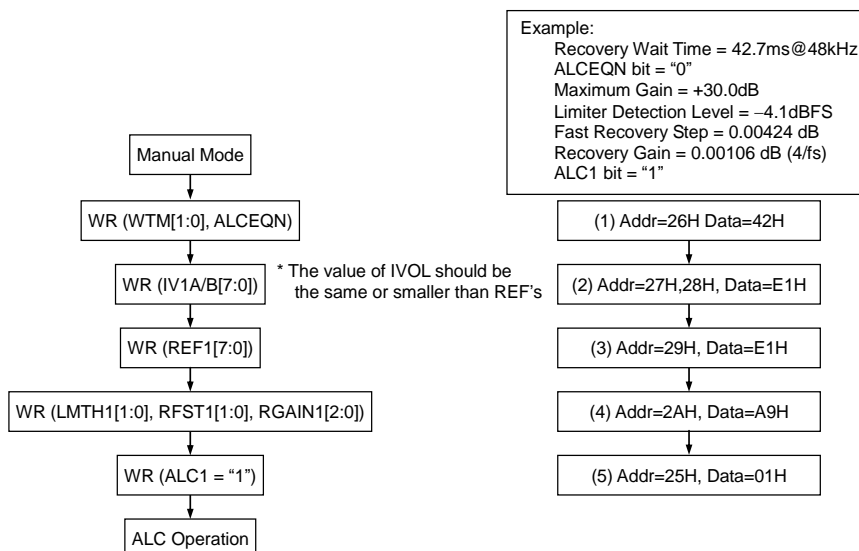 Example:
Recovery Wait Time = 42.7ms@48kHz
ALCEQN bit = “0”
Maximum Gain = +30.0dB
Limiter Detection Level = −4.1dBFS
Fast Recovery Step = 0.00424 dB
Recovery Gain = 0.00106 dB (4/fs)
ALC1 bit = “1”
Manual Mode
WR (WTM[1:0], ALCEQN)
WR (IV1A/B[7:0])
* The value of IVOL should be
the same or smaller than REF’s
WR (REF1[7:0])
WR (LMTH1[1:0], RFST1[1:0], RGAIN1[2:0])
WR (ALC1 = “1”)
ALC Operation
(1) Addr=26H Data=42H
(2) Addr=27H,28H, Data=E1H
(3) Addr=29H, Data=E1H
(4) Addr=2AH, Data=A9H
(5) Addr=25H, Data=01H